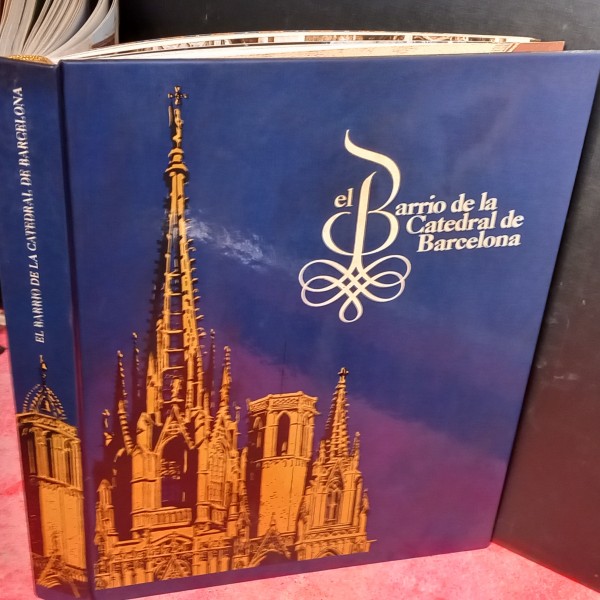 EL BARRIO DE LA CATEDRAL DE BARCELONA
el Barrio de la
Catedral de
Barcelona